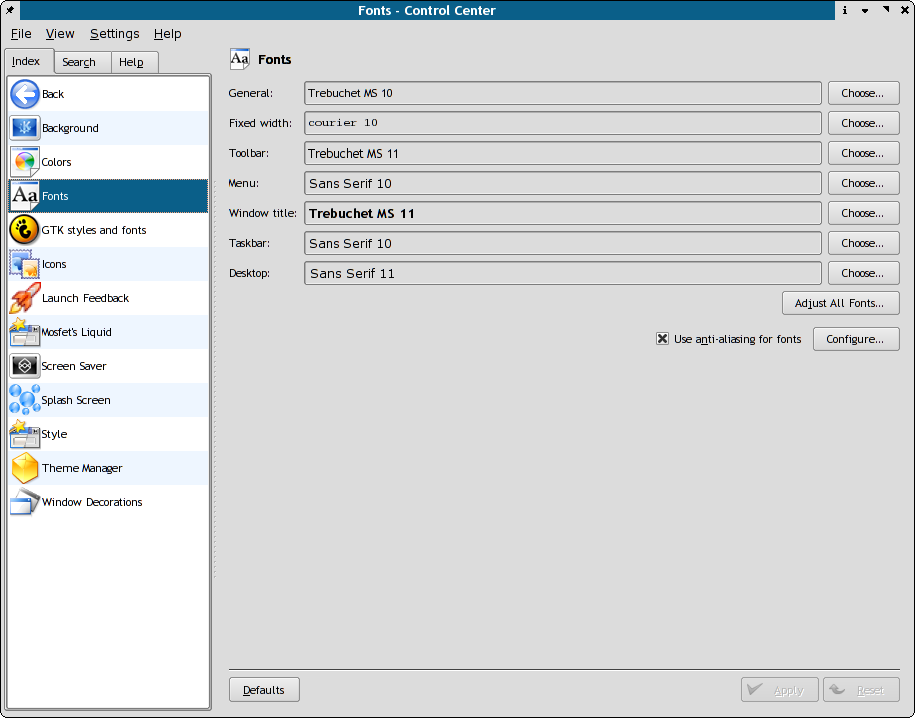 Fonts - Control Center
File View Settings Help
Index Search Help
Back
Background
Colors
Fonts
GTK styles and fonts
Icons
Launch Feedback
Mosfet's Liquid
Screen Saver
Splash Screen
Style
Theme Manager
Window Decorations
Aa Fonts
General: Trebuchet MS 10 Choose...
Fixed width: courier 10 Choose...
Toolbar: Trebuchet MS 11 Choose...
Menu: Sans Serif 10 Choose...
Window title: Trebuchet MS 11 Choose...
Taskbar: Sans Serif 10 Choose...
Desktop: Sans Serif 11 Choose...
Adjust All Fonts...
Use anti-aliasing for fonts Configure...
Defaults Apply Reset